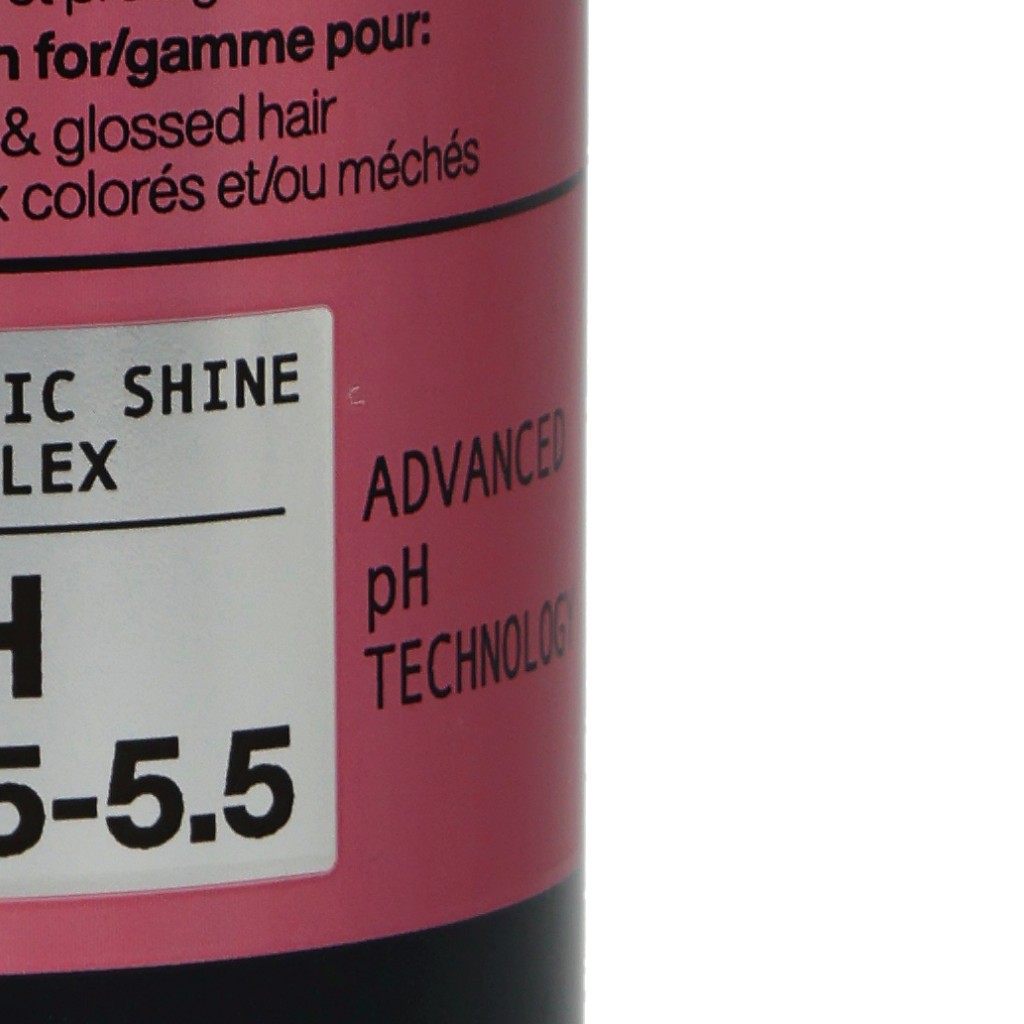 for/gamme pour:
& glossed hair
colorés et/ou méchés
IC SHINE
LEX
H
5-5.5
ADVANCED
pH
TECHNOLOGY